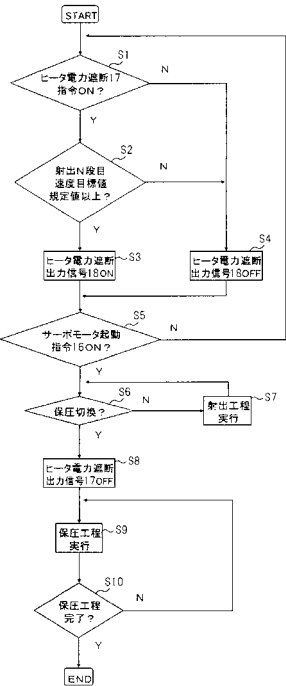 START
S1
ヒータ電力遮断17
指令ON？
N
Y
S2
射出N段目
速度目標値
規定値以上？
N
Y
S3
ヒータ電力遮断
出力信号18ON
S4
ヒータ電力遮断
出力信号18OFF
S5
サーボモータ起動
指令16ON？
N
Y
S6
保圧切換？
N
Y
S7
射出工程
実行
S8
ヒータ電力遮断
出力信号17OFF
S9
保圧工程
実行
S10
保圧工程
完了？
N
Y
END